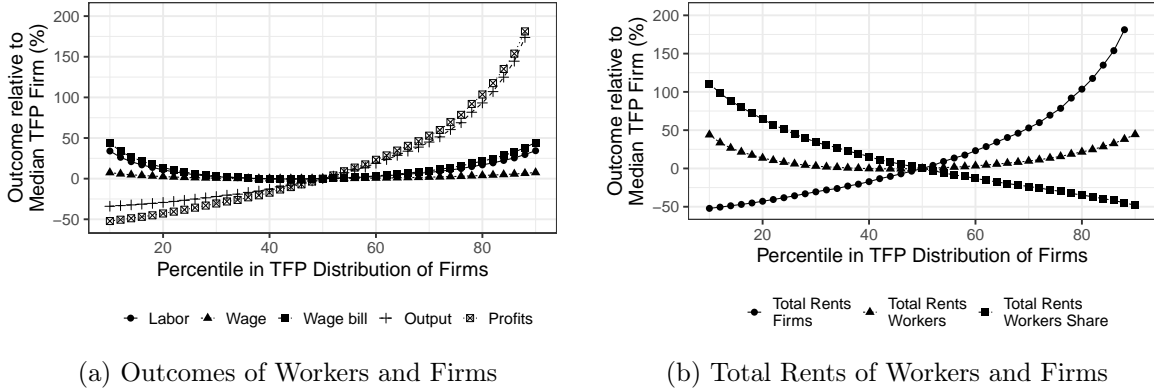 Outcome relative to
Median TFP Firm (%)
200
150
100
50
0
−50
20
40
60
80
Percentile in TFP Distribution of Firms
Labor
Wage
Wage bill
Output
Profits
(a) Outcomes of Workers and Firms
Outcome relative to
Median TFP Firm (%)
200
150
100
50
0
−50
20
40
60
80
Percentile in TFP Distribution of Firms
Total Rents
Firms
Total Rents
Workers
Total Rents
Workers Share
(b) Total Rents of Workers and Firms